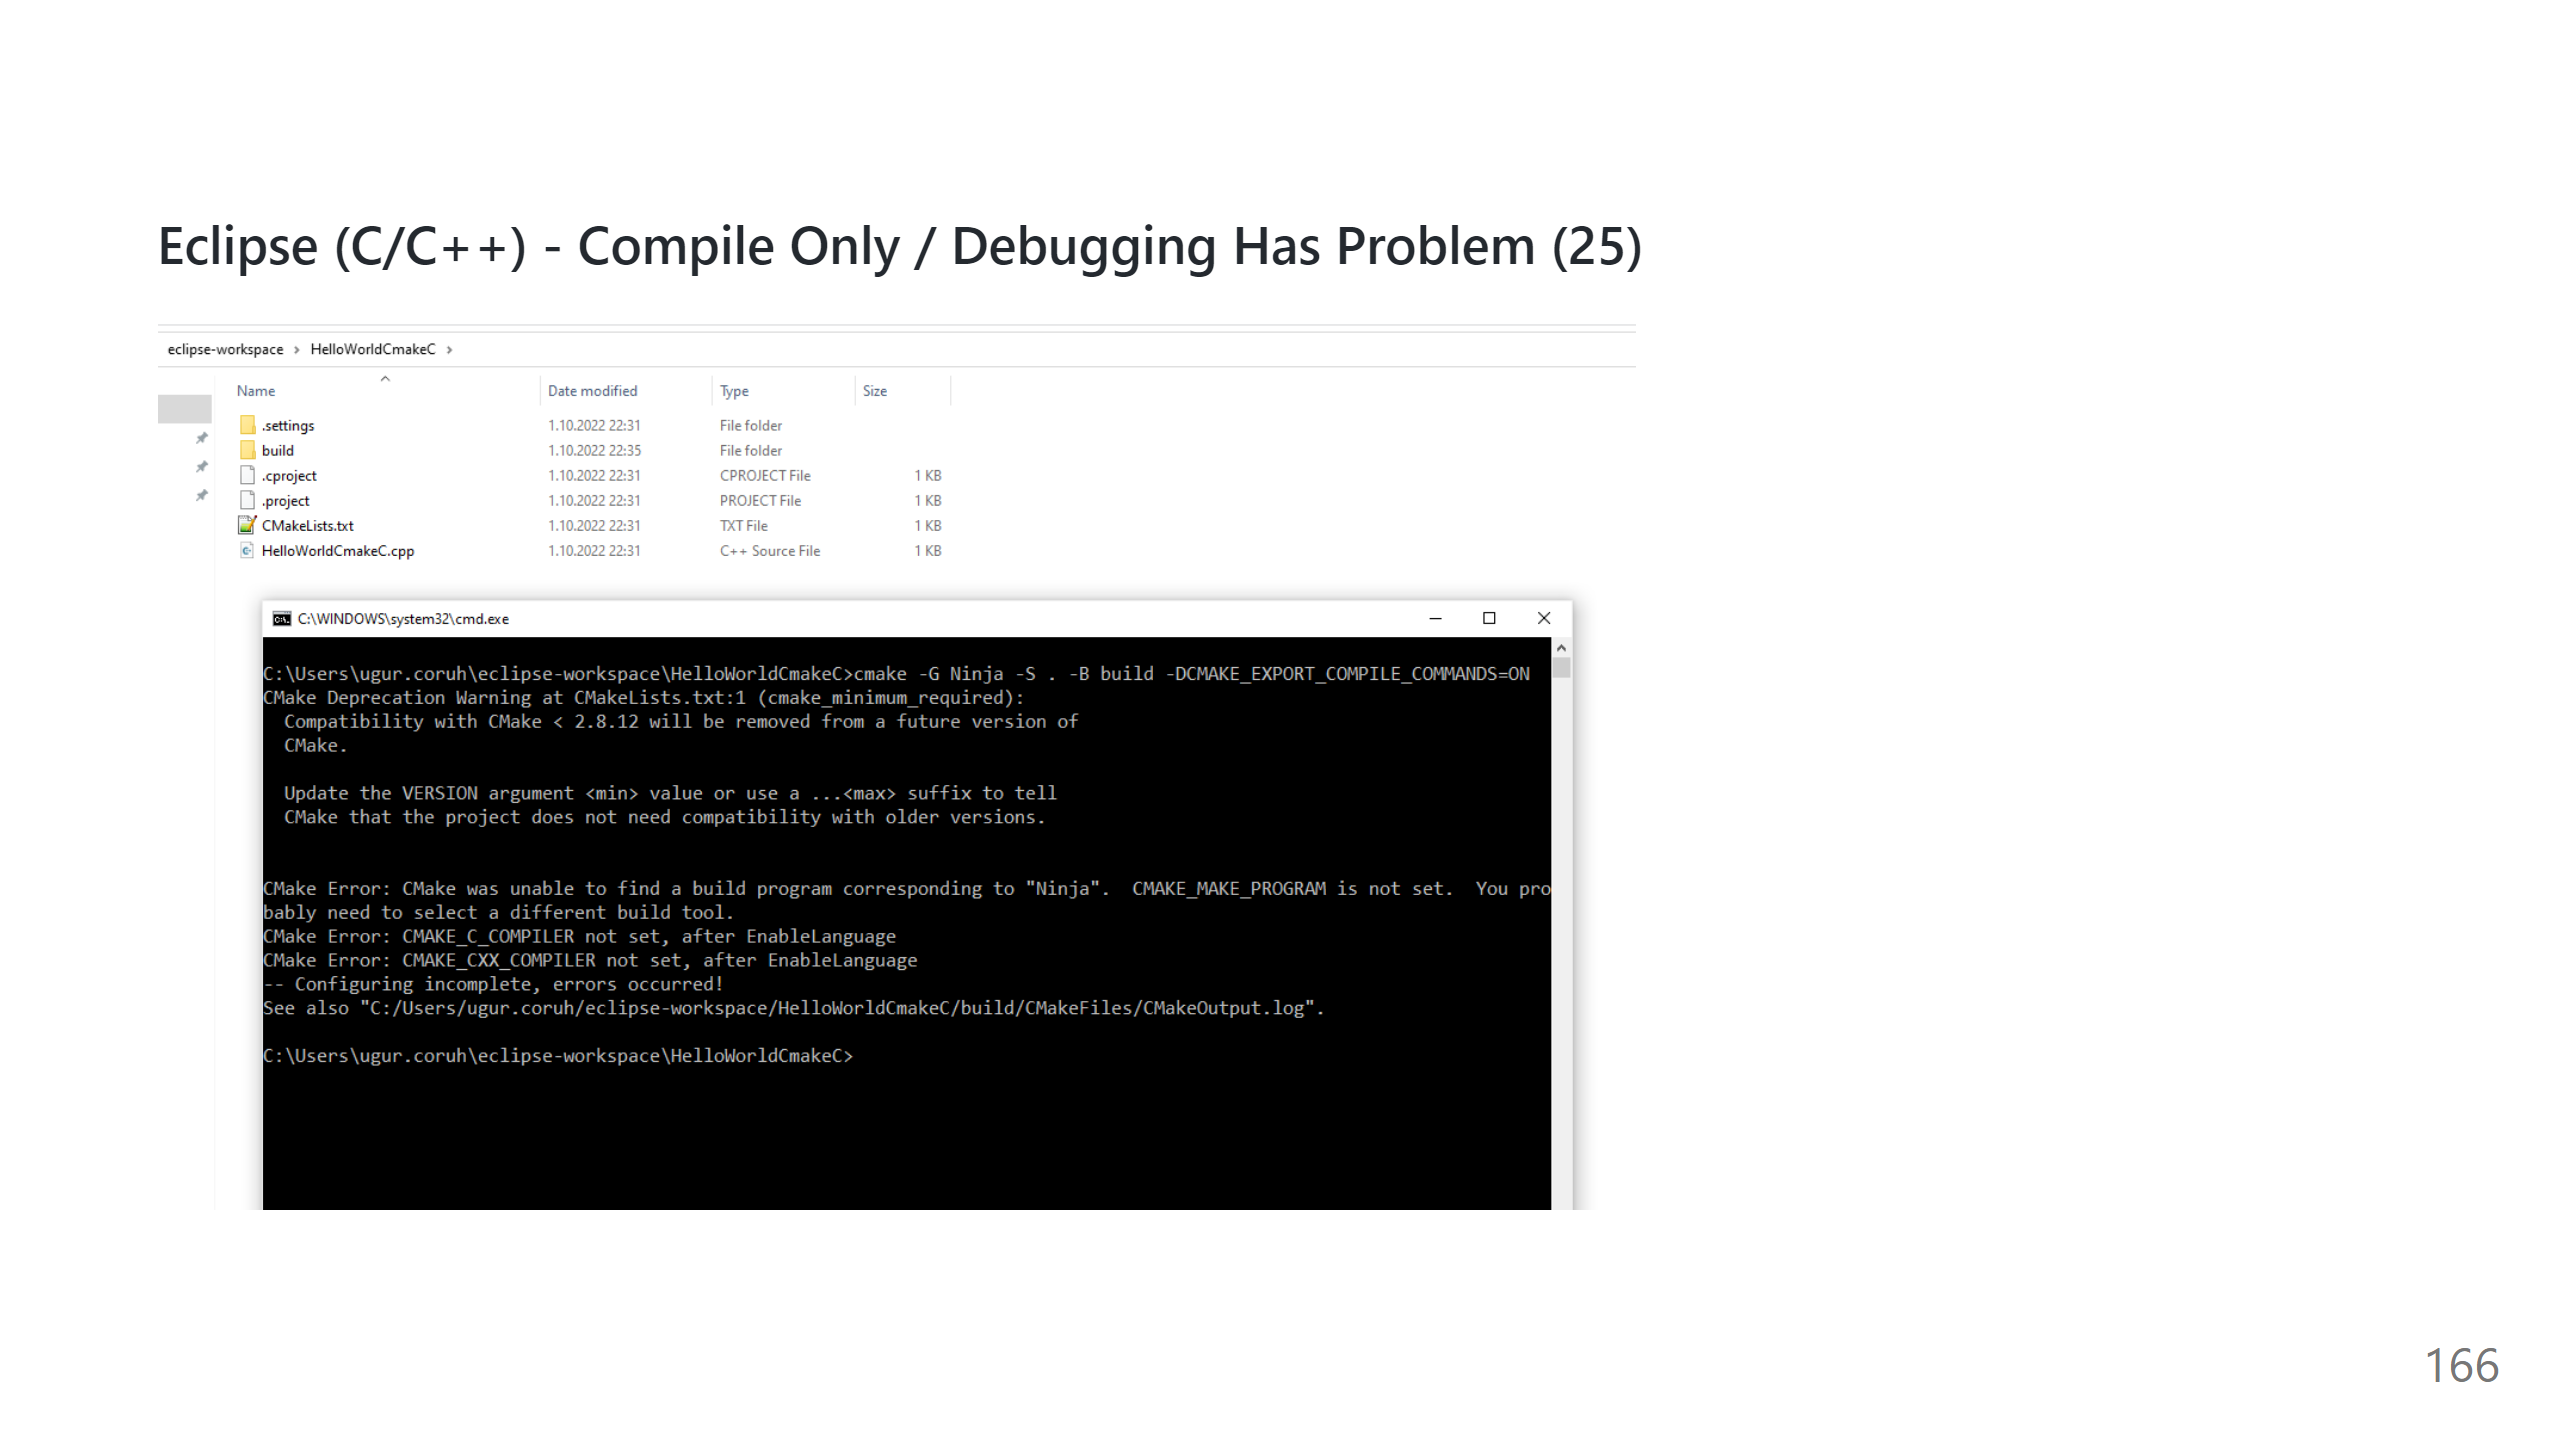 Eclipse (C/C++) - Compile Only / Debugging Has Problem (25)
eclipse-workspace › HelloWorldCmakeC ›
Name Date modified Type Size
.settings 1.10.2022 22:31 File folder
build 1.10.2022 22:35 File folder
.cproject 1.10.2022 22:31 CPROJECT File 1 KB
.project 1.10.2022 22:31 PROJECT File 1 KB
CMakeLists.txt 1.10.2022 22:31 TXT File 1 KB
HelloWorldCmakeC.cpp 1.10.2022 22:31 C++ Source File 1 KB
C:\WINDOWS\system32\cmd.exe
C:\Users\ugur.coruh\eclipse-workspace\HelloWorldCmakeC>cmake -G Ninja -S . -B build -DCMAKE_EXPORT_COMPILE_COMMANDS=ON
CMake Deprecation Warning at CMakeLists.txt:1 (cmake_minimum_required):
Compatibility with CMake < 2.8.12 will be removed from a future version of
CMake.
Update the VERSION argument <min> value or use a ...<max> suffix to tell
CMake that the project does not need compatibility with older versions.
CMake Error: CMake was unable to find a build program corresponding to "Ninja".  CMAKE_MAKE_PROGRAM is not set.  You pro
bably need to select a different build tool.
CMake Error: CMAKE_C_COMPILER not set, after EnableLanguage
CMake Error: CMAKE_CXX_COMPILER not set, after EnableLanguage
-- Configuring incomplete, errors occurred!
See also "C:/Users/ugur.coruh/eclipse-workspace/HelloWorldCmakeC/build/CMakeFiles/CMakeOutput.log".
C:\Users\ugur.coruh\eclipse-workspace\HelloWorldCmakeC>
166